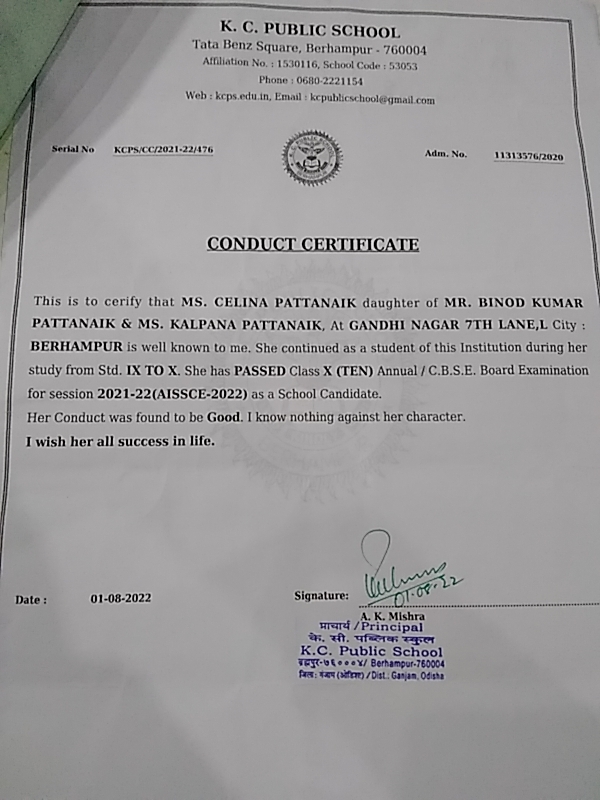 K. C. PUBLIC SCHOOL
Tata Benz Square, Berhampur - 760004
Affiliation No. : 1530116, School Code : 53053
Phone : 0680-2221154
Web : kcps.edu.in, Email : kcpublicschool@gmail.com
Serial No KCPS/CC/2021-22/476 Adm. No. 11313576/2020
CONDUCT CERTIFICATE
This is to cerify that MS. CELINA PATTANAIK daughter of MR. BINOD KUMAR
PATTANAIK & MS. KALPANA PATTANAIK, At GANDHI NAGAR 7TH LANE,L City :
BERHAMPUR is well known to me. She continued as a student of this Institution during her
study from Std. IX TO X. She has PASSED Class X (TEN) Annual / C.B.S.E. Board Examination
for session 2021-22(AISSCE-2022) as a School Candidate.
Her Conduct was found to be Good. I know nothing against her character.
I wish her all success in life.
Date : 01-08-2022 Signature:
01-08-22
A. K. Mishra
प्राचार्य / Principal
के. सी. पब्लिक स्कुल
K.C. Public School
ब्रह्मपुर-७६०००४/ Berhampur-760004
जिला: गंजाम (ओडिशा) / Dist.: Ganjam, Odisha